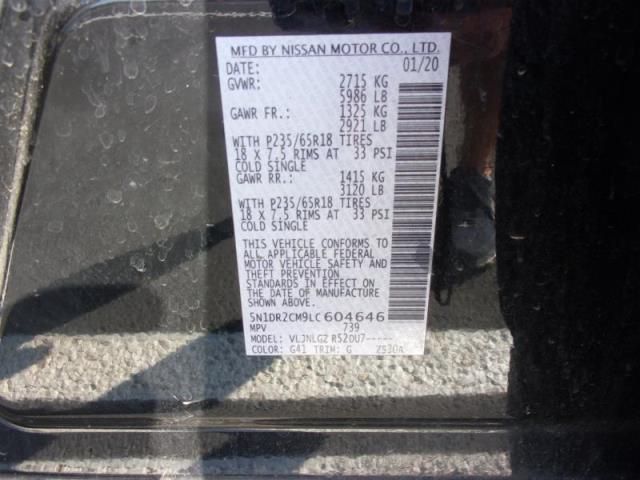 MFD BY NISSAN MOTOR CO., LTD.
DATE: 01/20
GVWR: 2715 KG
5986 LB
GAWR FR.: 1325 KG
2921 LB
WITH P235/65R18 TIRES
18 X 7.5 RIMS AT 33 PSI
COLD SINGLE
GAWR RR.: 1415 KG
3120 LB
WITH P235/65R18 TIRES
18 X 7.5 RIMS AT 33 PSI
COLD SINGLE
THIS VEHICLE CONFORMS TO
ALL APPLICABLE FEDERAL
MOTOR VEHICLE SAFETY AND
THEFT PREVENTION
STANDARDS IN EFFECT ON
THE DATE OF MANUFACTURE
SHOWN ABOVE.
5N1DR2CM9LC604646
MPV 739
MODEL: VLJNLGZ R52DU7-----
COLOR: G41 TRIM: G Z530A